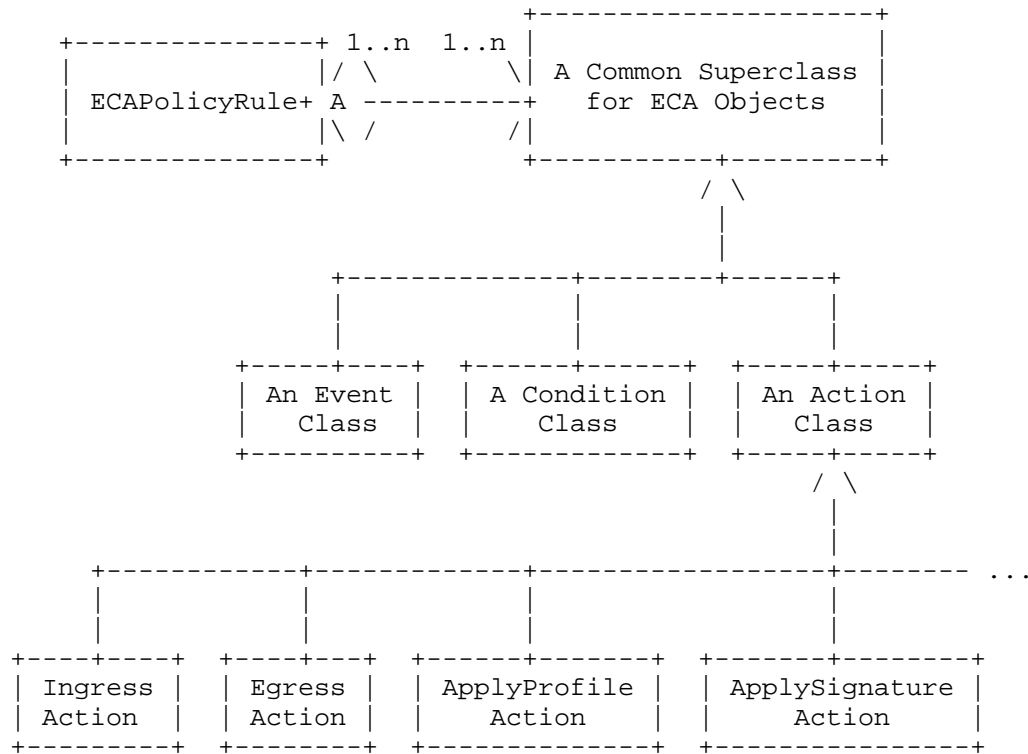 1..n 1..n
A Common Superclass
ECAPolicyRule A for ECA Objects
An Event A Condition An Action
Class Class Class
...
Ingress Egress ApplyProfile ApplySignature
Action Action Action Action